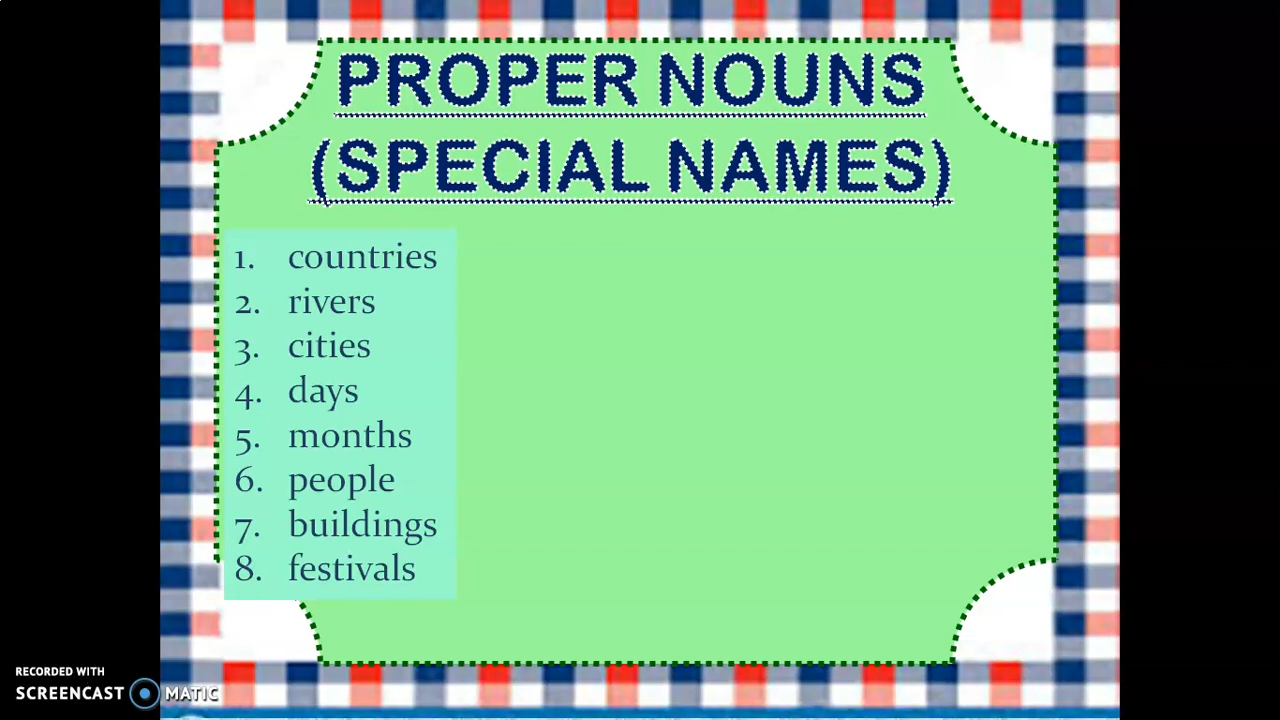 PROPER NOUNS
(SPECIAL NAMES)
1. countries
2. rivers
3. cities
4. days
5. months
6. people
7. buildings
8. festivals
RECORDED WITH
SCREENCAST MATIC